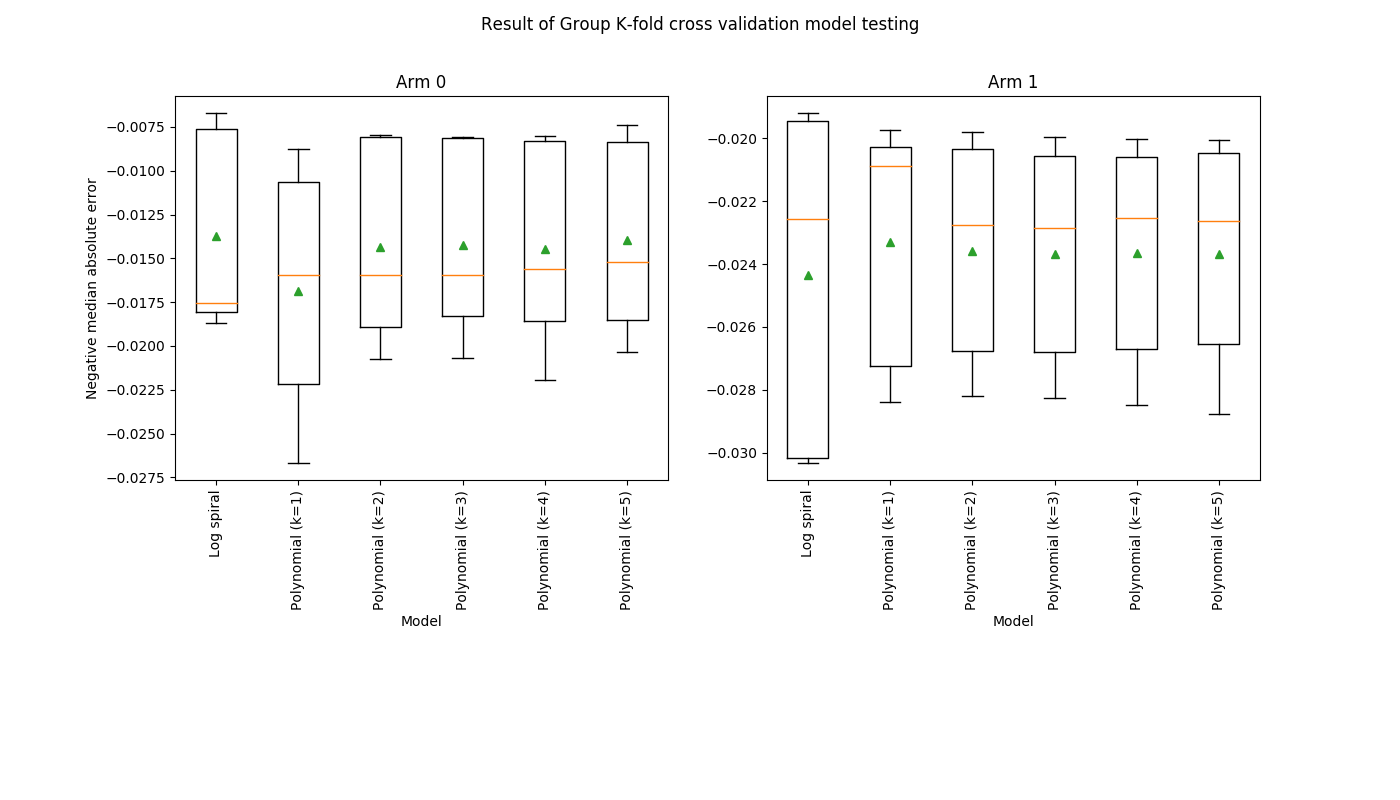 Result of Group K-fold cross validation model testing
Arm 0
Negative median absolute error
−0.0075
−0.0100
−0.0125
−0.0150
−0.0175
−0.0200
−0.0225
−0.0250
−0.0275
Log spiral
Polynomial (k=1)
Polynomial (k=2)
Polynomial (k=3)
Polynomial (k=4)
Polynomial (k=5)
Model
Arm 1
−0.020
−0.022
−0.024
−0.026
−0.028
−0.030
Log spiral
Polynomial (k=1)
Polynomial (k=2)
Polynomial (k=3)
Polynomial (k=4)
Polynomial (k=5)
Model